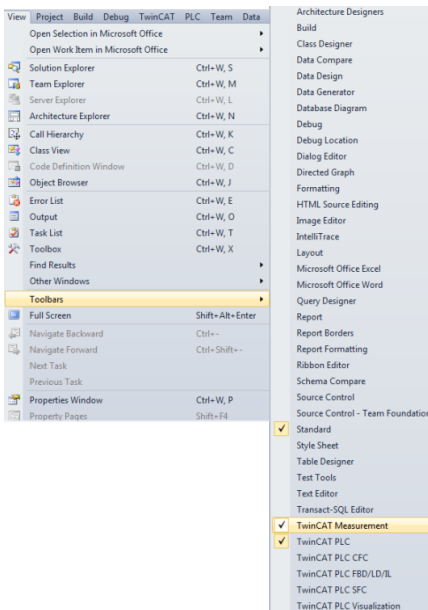 View Project Build Debug TwinCAT PLC Team Data
Open Selection in Microsoft Office
Open Work Item in Microsoft Office
Solution Explorer Ctrl+W, S
Team Explorer Ctrl+W, M
Server Explorer Ctrl+W, L
Architecture Explorer Ctrl+W, N
Call Hierarchy Ctrl+W, K
Class View Ctrl+W, C
Code Definition Window Ctrl+W, D
Object Browser Ctrl+W, J
Error List Ctrl+W, E
Output Ctrl+W, O
Task List Ctrl+W, T
Toolbox Ctrl+W, X
Find Results
Other Windows
Toolbars
Full Screen Shift+Alt+Enter
Navigate Backward Ctrl+-
Navigate Forward Ctrl+Shift+-
Next Task
Previous Task
Properties Window Ctrl+W, P
Property Pages Shift+F4
Architecture Designers
Build
Class Designer
Data Compare
Data Design
Data Generator
Database Diagram
Debug
Debug Location
Dialog Editor
Directed Graph
Formatting
HTML Source Editing
Image Editor
IntelliTrace
Layout
Microsoft Office Excel
Microsoft Office Word
Query Designer
Report
Report Borders
Report Formatting
Ribbon Editor
Schema Compare
Source Control
Source Control - Team Foundation
Standard
Style Sheet
Table Designer
Test Tools
Text Editor
Transact-SQL Editor
TwinCAT Measurement
TwinCAT PLC
TwinCAT PLC CFC
TwinCAT PLC FBD/LD/IL
TwinCAT PLC SFC
TwinCAT PLC Visualization